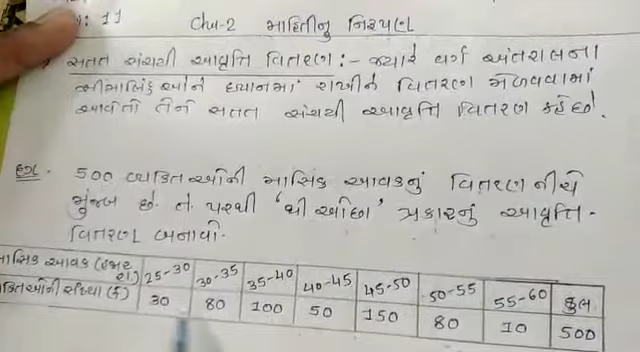 : 11
Ch-2 માહિતીનુ નિરૂપણ
સતત સંચયી આવૃત્તિ વિતરણ :- જ્યારે વર્ગ અંતરાલના
સીમાબિંદુઓને ધ્યાનમાં રાખીને વિતરણ મેળવવામાં
આવેતો તેને સતત સંચયી આવૃત્તિ વિતરણ કહે છે.
ઉદા. 500 વ્યક્તિઓની માસિક આવકનું વિતરણ નીચે
મુંજબ છે. તે પરથી 'થી ઓછા' પ્રકારનું આવૃત્તિ-
વિતરણ બનાવો.
માસિક આવક (હજાર રૂા.) 25-30 30-35 35-40 40-45 45-50 50-55 55-60 કુલ
વ્યક્તિઓની સંખ્યા (f) 30 80 100 50 150 80 10 500